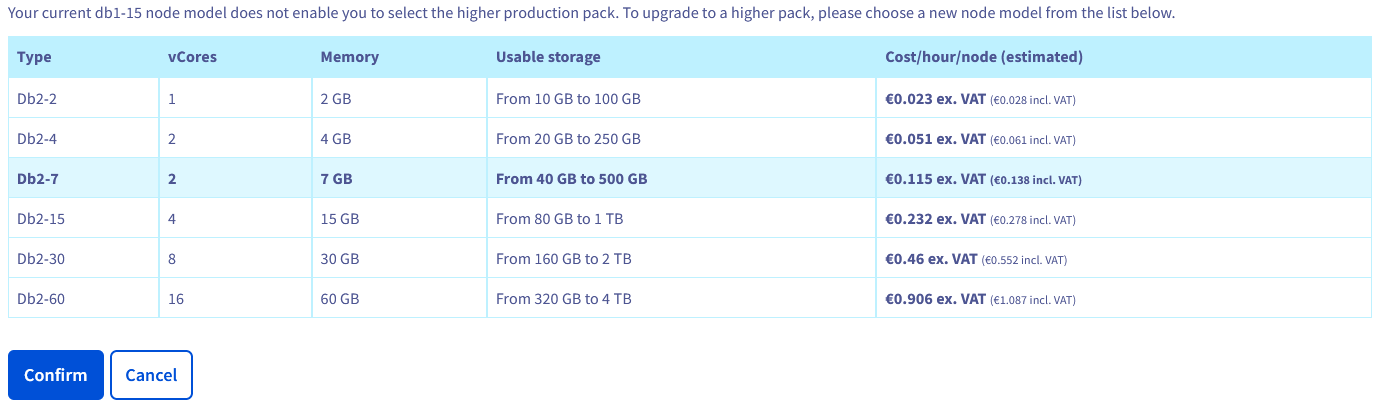 Your current db1-15 node model does not enable you to select the higher production pack. To upgrade to a higher pack, please choose a new node model from the list below.
Type vCores Memory Usable storage Cost/hour/node (estimated)
Db2-2 1 2 GB From 10 GB to 100 GB €0.023 ex. VAT (€0.028 incl. VAT)
Db2-4 2 4 GB From 20 GB to 250 GB €0.051 ex. VAT (€0.061 incl. VAT)
Db2-7 2 7 GB From 40 GB to 500 GB €0.115 ex. VAT (€0.138 incl. VAT)
Db2-15 4 15 GB From 80 GB to 1 TB €0.232 ex. VAT (€0.278 incl. VAT)
Db2-30 8 30 GB From 160 GB to 2 TB €0.46 ex. VAT (€0.552 incl. VAT)
Db2-60 16 60 GB From 320 GB to 4 TB €0.906 ex. VAT (€1.087 incl. VAT)
Confirm Cancel